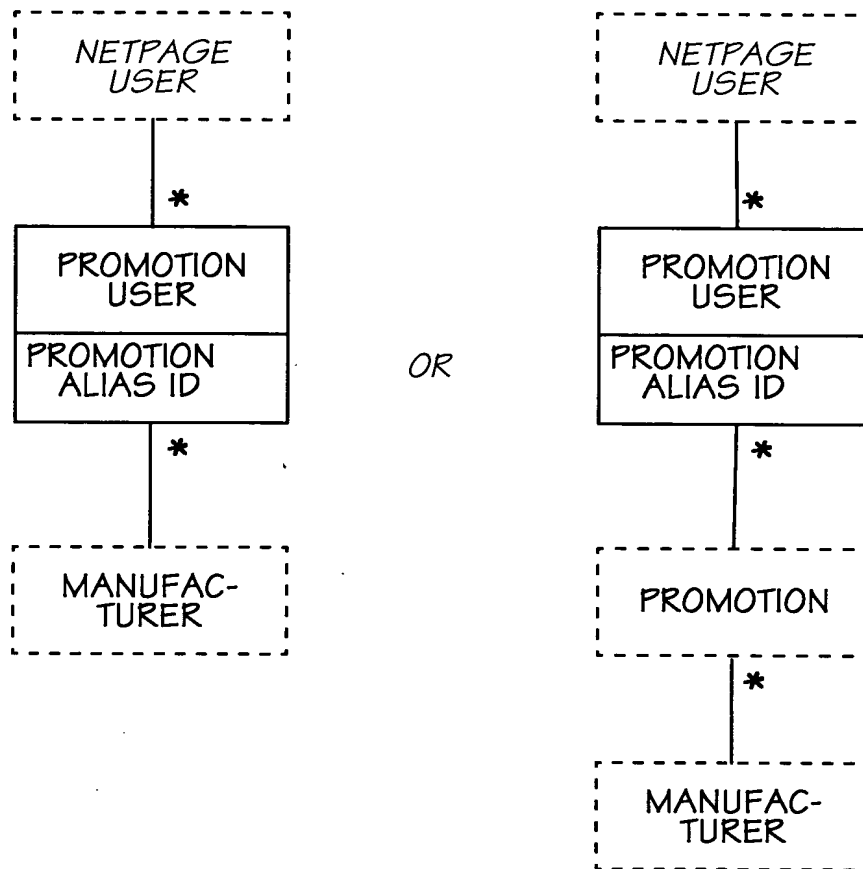 NETPAGE
USER
*
PROMOTION
USER
PROMOTION
ALIAS ID
*
MANUFAC-
TURER
OR
NETPAGE
USER
*
PROMOTION
USER
PROMOTION
ALIAS ID
*
PROMOTION
*
MANUFAC-
TURER